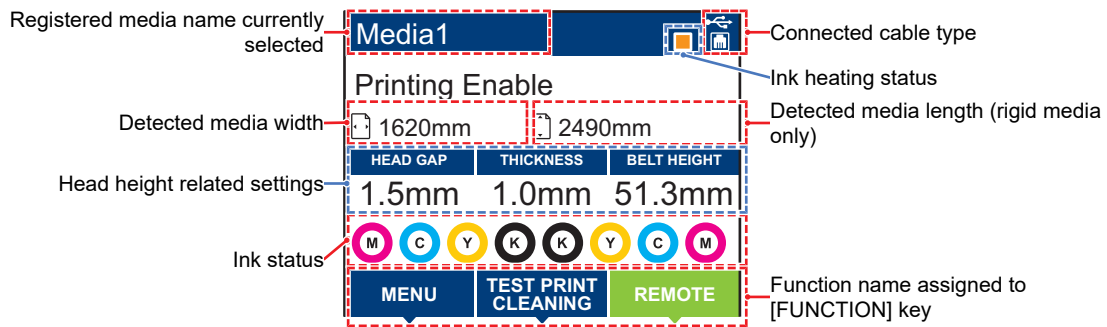 Registered media name currently
selected
Media1
Connected cable type
Ink heating status
Printing Enable
Detected media width
1620mm
2490mm
Detected media length (rigid media
only)
HEAD GAP THICKNESS BELT HEIGHT
Head height related settings
1.5mm 1.0mm 51.3mm
Ink status
M C Y K K Y C M
MENU
TEST PRINT
CLEANING
REMOTE
Function name assigned to
[FUNCTION] key